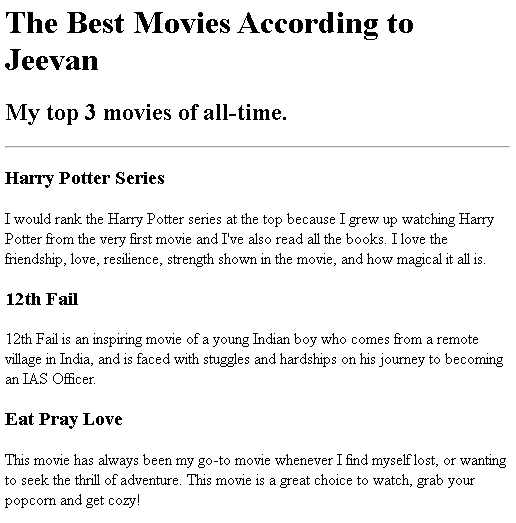 The Best Movies According to
Jeevan
My top 3 movies of all-time.
Harry Potter Series
I would rank the Harry Potter series at the top because I grew up watching Harry
Potter from the very first movie and I've also read all the books. I love the
friendship, love, resilience, strength shown in the movie, and how magical it all is.
12th Fail
12th Fail is an inspiring movie of a young Indian boy who comes from a remote
village in India, and is faced with stuggles and hardships on his journey to becoming
an IAS Officer.
Eat Pray Love
This movie has always been my go-to movie whenever I find myself lost, or wanting
to seek the thrill of adventure. This movie is a great choice to watch, grab your
popcorn and get cozy!